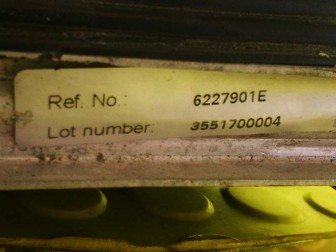 Ref. No.: 6227901E
Lot number: 3551700004